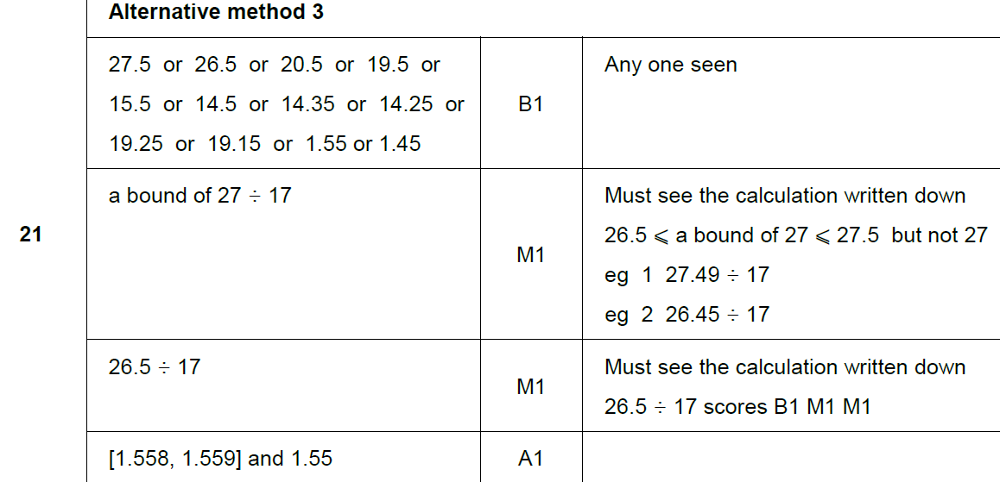 Alternative method 3
27.5 or 26.5 or 20.5 or 19.5 or
15.5 or 14.5 or 14.35 or 14.25 or
19.25 or 19.15 or 1.55 or 1.45
B1
Any one seen
21
a bound of 27 ÷ 17
M1
Must see the calculation written down
26.5 ⩽ a bound of 27 ⩽ 27.5 but not 27
eg 1 27.49 ÷ 17
eg 2 26.45 ÷ 17
26.5 ÷ 17
M1
Must see the calculation written down
26.5 ÷ 17 scores B1 M1 M1
[1.558, 1.559] and 1.55
A1